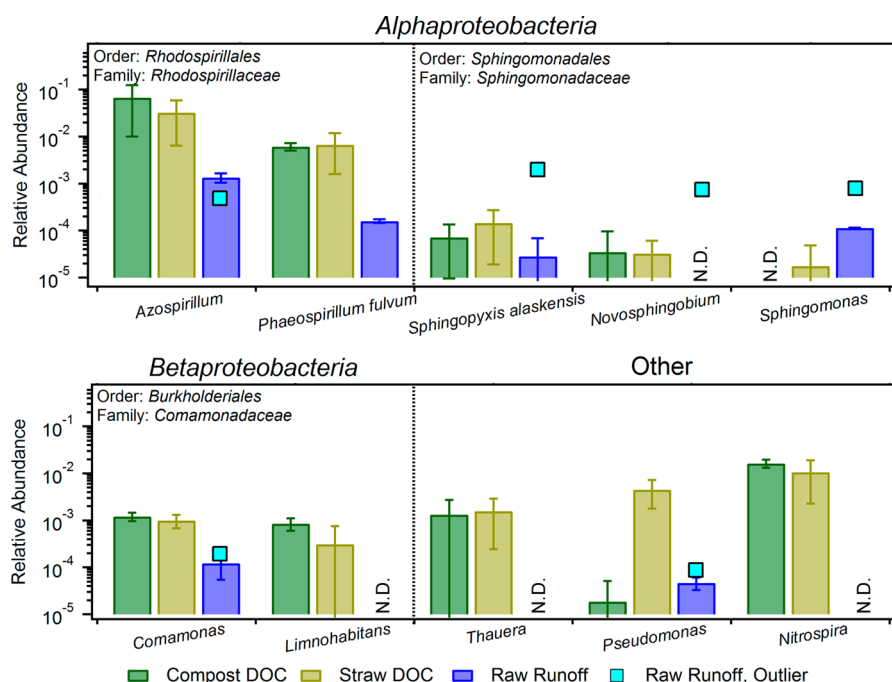 Alphaproteobacteria
Order: Rhodospirillales
Family: Rhodospirillaceae
Order: Sphingomonadales
Family: Sphingomonadaceae
Relative Abundance
10-1
10-2
10-3
10-4
10-5
N.D.
N.D.
Azospirillum
Phaeospirillum fulvum
Sphingopyxis alaskensis
Novosphingobium
Sphingomonas
Betaproteobacteria
Other
Order: Burkholderiales
Family: Comamonadaceae
Relative Abundance
10-1
10-2
10-3
10-4
10-5
N.D.
N.D.
N.D.
Comamonas
Limnohabitans
Thauera
Pseudomonas
Nitrospira
Compost DOC
Straw DOC
Raw Runoff
Raw Runoff, Outlier